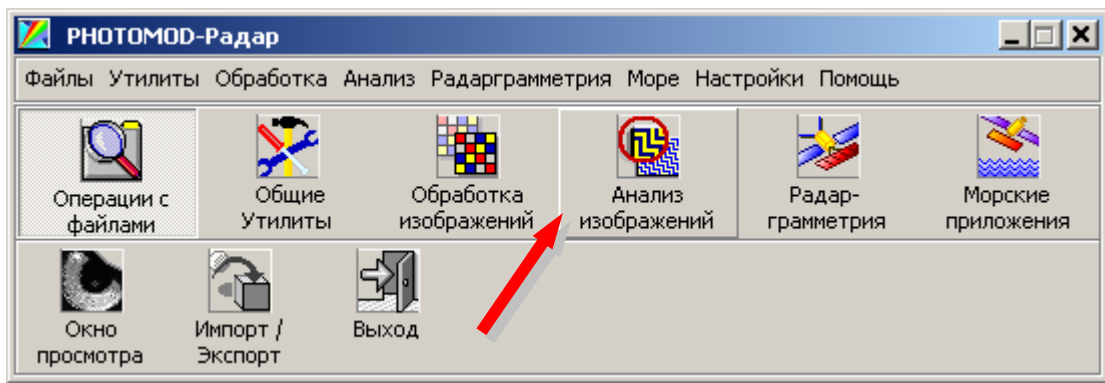 PHOTOMOD-Радар
Файлы Утилиты Обработка Анализ Радарграмметрия Море Настройки Помощь
Операции с
файлами
Общие
Утилиты
Обработка
изображений
Анализ
изображений
Радар-
грамметрия
Морские
приложения
Окно
просмотра
Импорт /
Экспорт
Выход